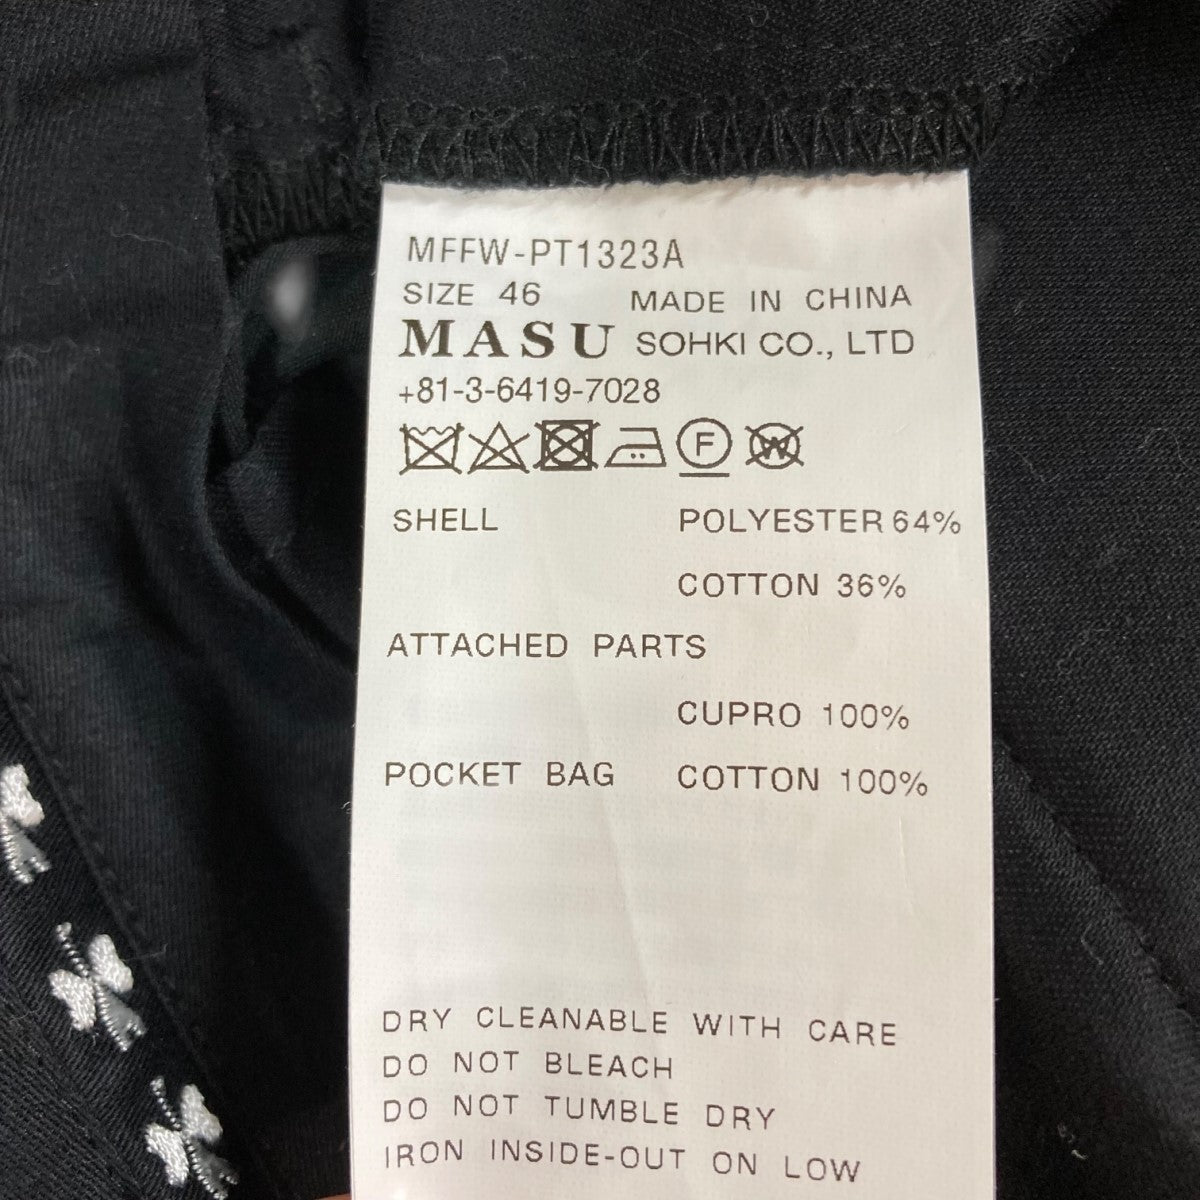 MFFW-PT1323A
SIZE 46 MADE IN CHINA
MASU SOHKI CO., LTD
+81-3-6419-7028
F W
SHELL POLYESTER 64%
COTTON 36%
ATTACHED PARTS
CUPRO 100%
POCKET BAG COTTON 100%
DRY CLEANABLE WITH CARE
DO NOT BLEACH
DO NOT TUMBLE DRY
IRON INSIDE-OUT ON LOW